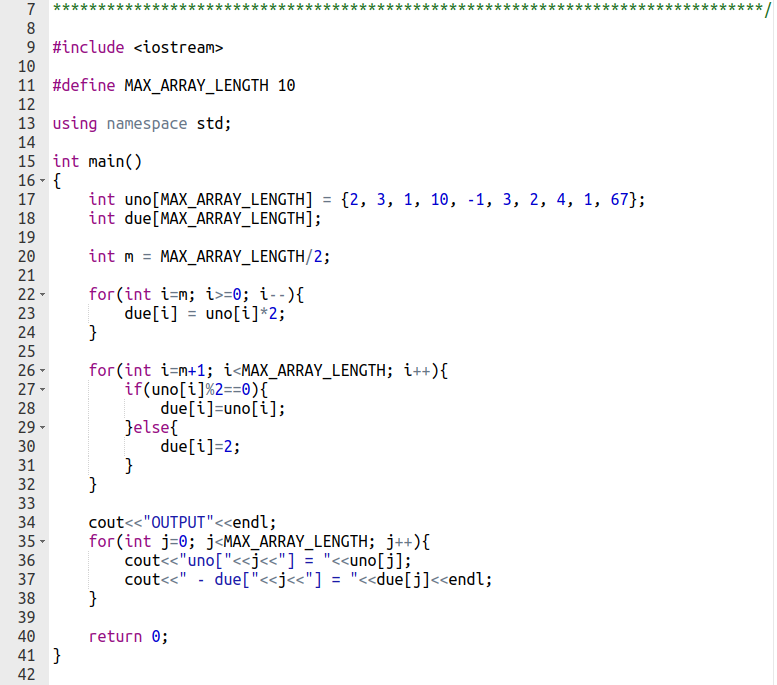 7 *******************************************************************************/
8
9 #include <iostream>
10
11 #define MAX_ARRAY_LENGTH 10
12
13 using namespace std;
14
15 int main()
16 {
17     int uno[MAX_ARRAY_LENGTH] = {2, 3, 1, 10, -1, 3, 2, 4, 1, 67};
18     int due[MAX_ARRAY_LENGTH];
19
20     int m = MAX_ARRAY_LENGTH/2;
21
22     for(int i=m; i>=0; i--){
23         due[i] = uno[i]*2;
24     }
25
26     for(int i=m+1; i<MAX_ARRAY_LENGTH; i++){
27         if(uno[i]%2==0){
28             due[i]=uno[i];
29         }else{
30             due[i]=2;
31         }
32     }
33
34     cout<<"OUTPUT"<<endl;
35     for(int j=0; j<MAX_ARRAY_LENGTH; j++){
36         cout<<"uno["<<j<<"] = "<<uno[j];
37         cout<<" - due["<<j<<"] = "<<due[j]<<endl;
38     }
39
40     return 0;
41 }
42